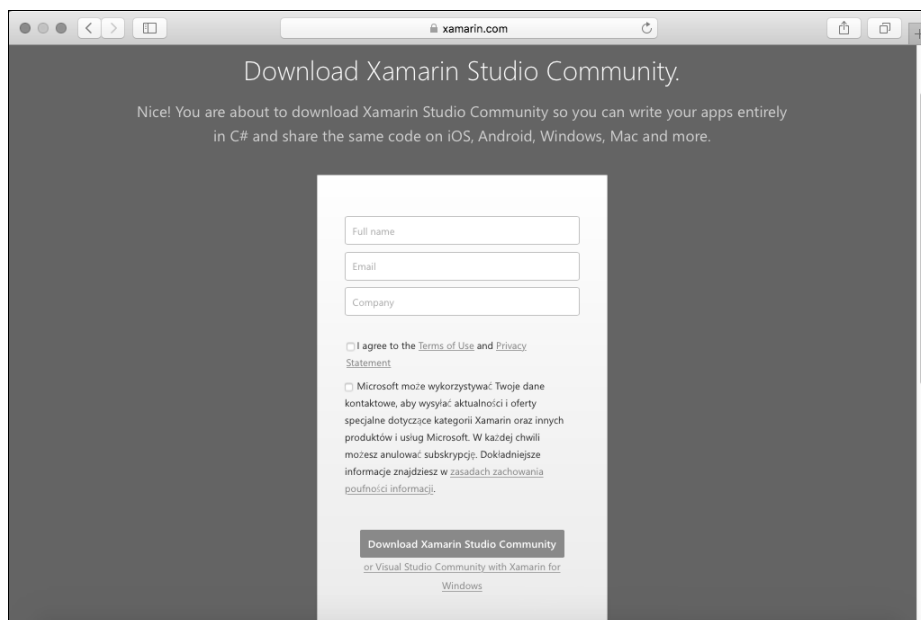 xamarin.com
Download Xamarin Studio Community.
Nice! You are about to download Xamarin Studio Community so you can write your apps entirely
in C# and share the same code on iOS, Android, Windows, Mac and more.
Full name
Email
Company
I agree to the Terms of Use and Privacy
Statement
Microsoft może wykorzystywać Twoje dane
kontaktowe, aby wysyłać aktualności i oferty
specjalne dotyczące kategorii Xamarin oraz innych
produktów i usług Microsoft. W każdej chwili
możesz anulować subskrypcję. Dokładniejsze
informacje znajdziesz w zasadach zachowania
poufności informacji.
Download Xamarin Studio Community
or Visual Studio Community with Xamarin for
Windows